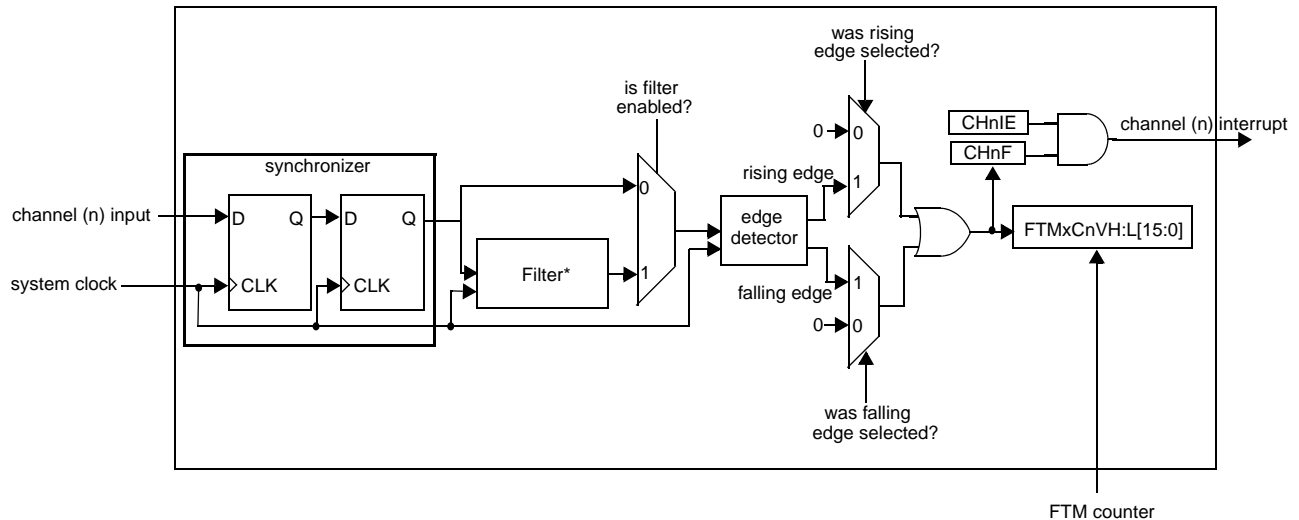 was rising
edge selected?
is filter
enabled?
0
0
CHnIE
channel (n) interrupt
CHnF
synchronizer
rising edge
1
0
channel (n) input
D
Q
D
Q
edge
detector
FTMxCnVH:L[15:0]
Filter*
1
system clock
CLK
CLK
falling edge
1
0
0
was falling
edge selected?
FTM counter